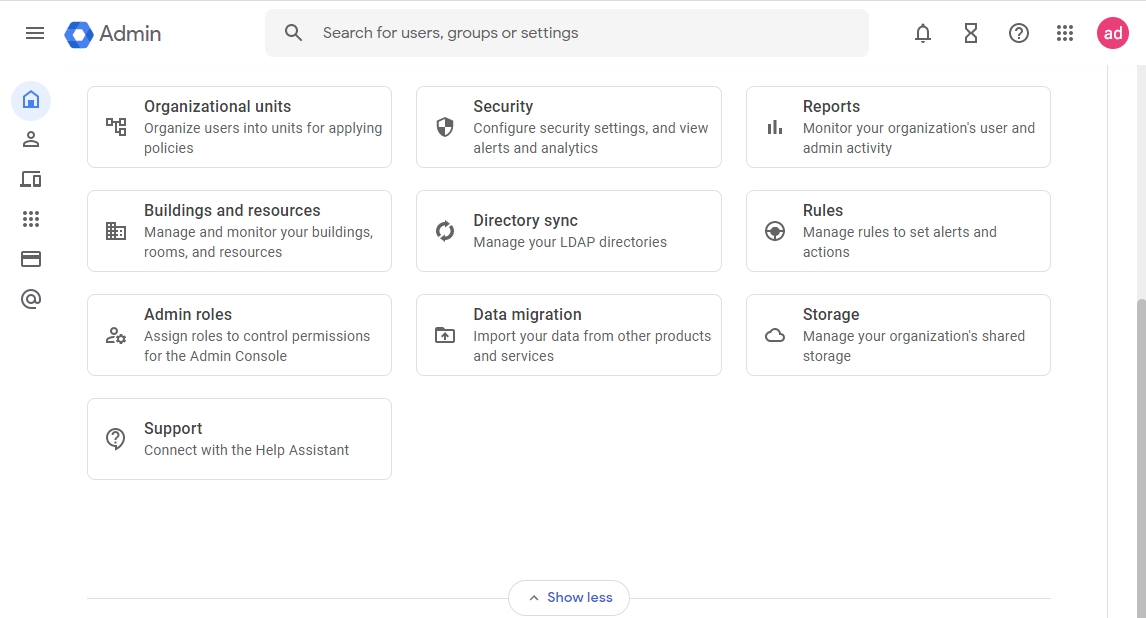 Admin
Search for users, groups or settings
ad
Organizational units
Organize users into units for applying
policies
Security
Configure security settings, and view
alerts and analytics
Reports
Monitor your organization's user and
admin activity
Buildings and resources
Manage and monitor your buildings,
rooms, and resources
Directory sync
Manage your LDAP directories
Rules
Manage rules to set alerts and
actions
Admin roles
Assign roles to control permissions
for the Admin Console
Data migration
Import your data from other products
and services
Storage
Manage your organization's shared
storage
Support
Connect with the Help Assistant
Show less